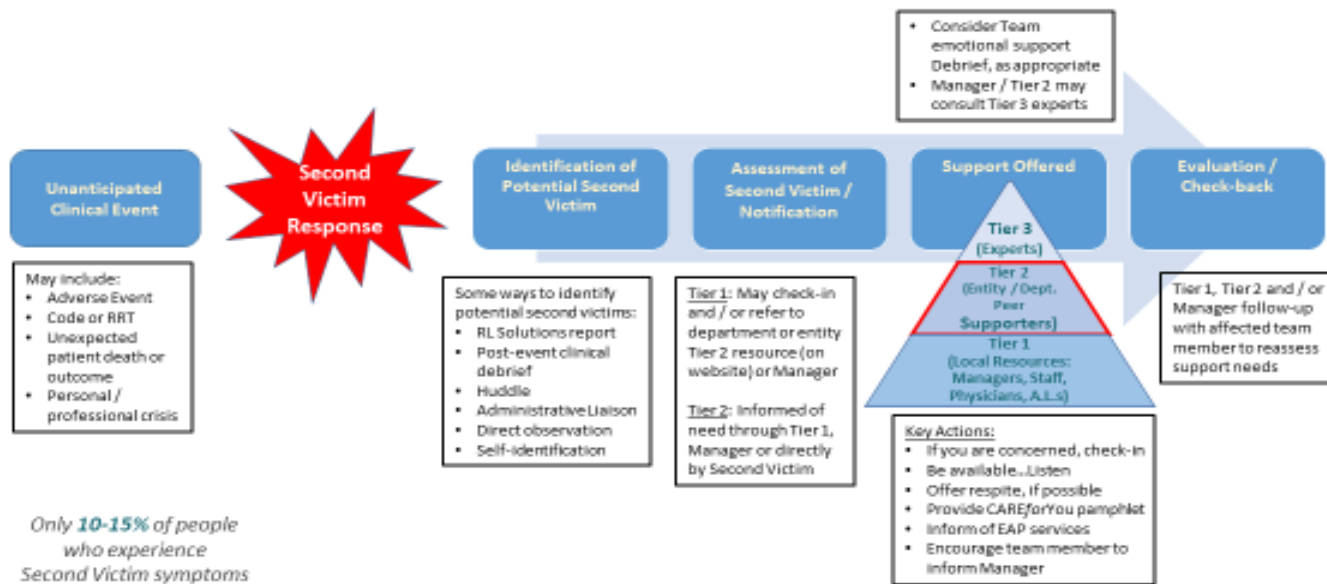 • Consider Team
emotional support
Debrief, as appropriate
• Manager / Tier 2 may
consult Tier 3 experts
Unanticipated
Clinical Event
Second
Victim
Response
Identification of
Potential Second
Victim
Assessment of
Second Victim /
Notification
Support Offered
Evaluation /
Check-back
May include:
• Adverse Event
• Code or RRT
• Unexpected
patient death or
outcome
• Personal /
professional crisis
Some ways to identify
potential second victims:
• RL Solutions report
• Post-event clinical
debrief
• Huddle
• Administrative Liaison
• Direct observation
• Self-identification
Tier 1: May check-in
and / or refer to
department or entity
Tier 2 resource (on
website) or Manager
Tier 2: Informed of
need through Tier 1,
Manager or directly
by Second Victim
Tier 3
(Experts)
Tier 2
(Entity / Dept.
Peer
Supporters)
Tier 1
(Local Resources:
Managers, Staff,
Physicians, A.L.s)
Key Actions:
• If you are concerned, check-in
• Be available...Listen
• Offer respite, if possible
• Provide CAREforYou pamphlet
• Inform of EAP services
• Encourage team member to
inform Manager
Tier 1, Tier 2 and / or
Manager follow-up
with affected team
member to reassess
support needs
Only 10-15% of people
who experience
Second Victim symptoms